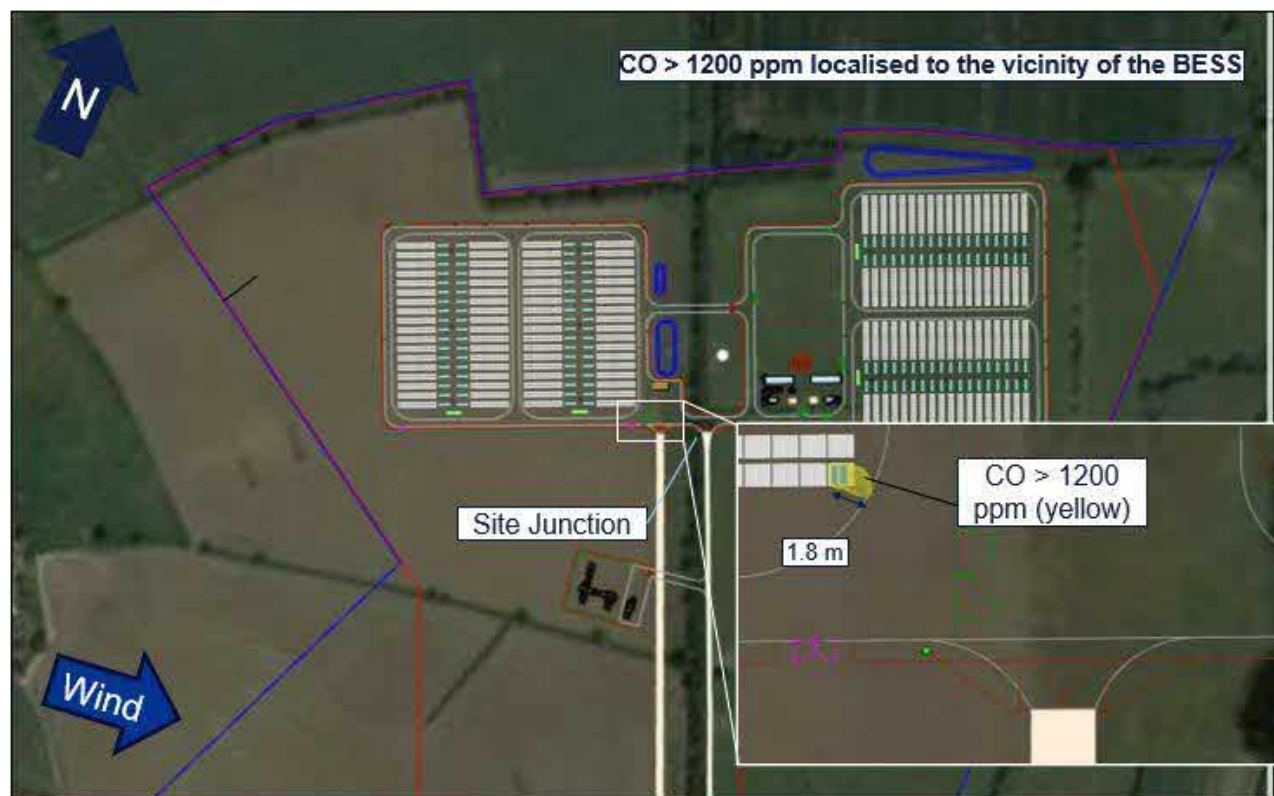 N
CO > 1200 ppm localised to the vicinity of the BESS
Site Junction
CO > 1200
ppm (yellow)
1.8 m
Wind